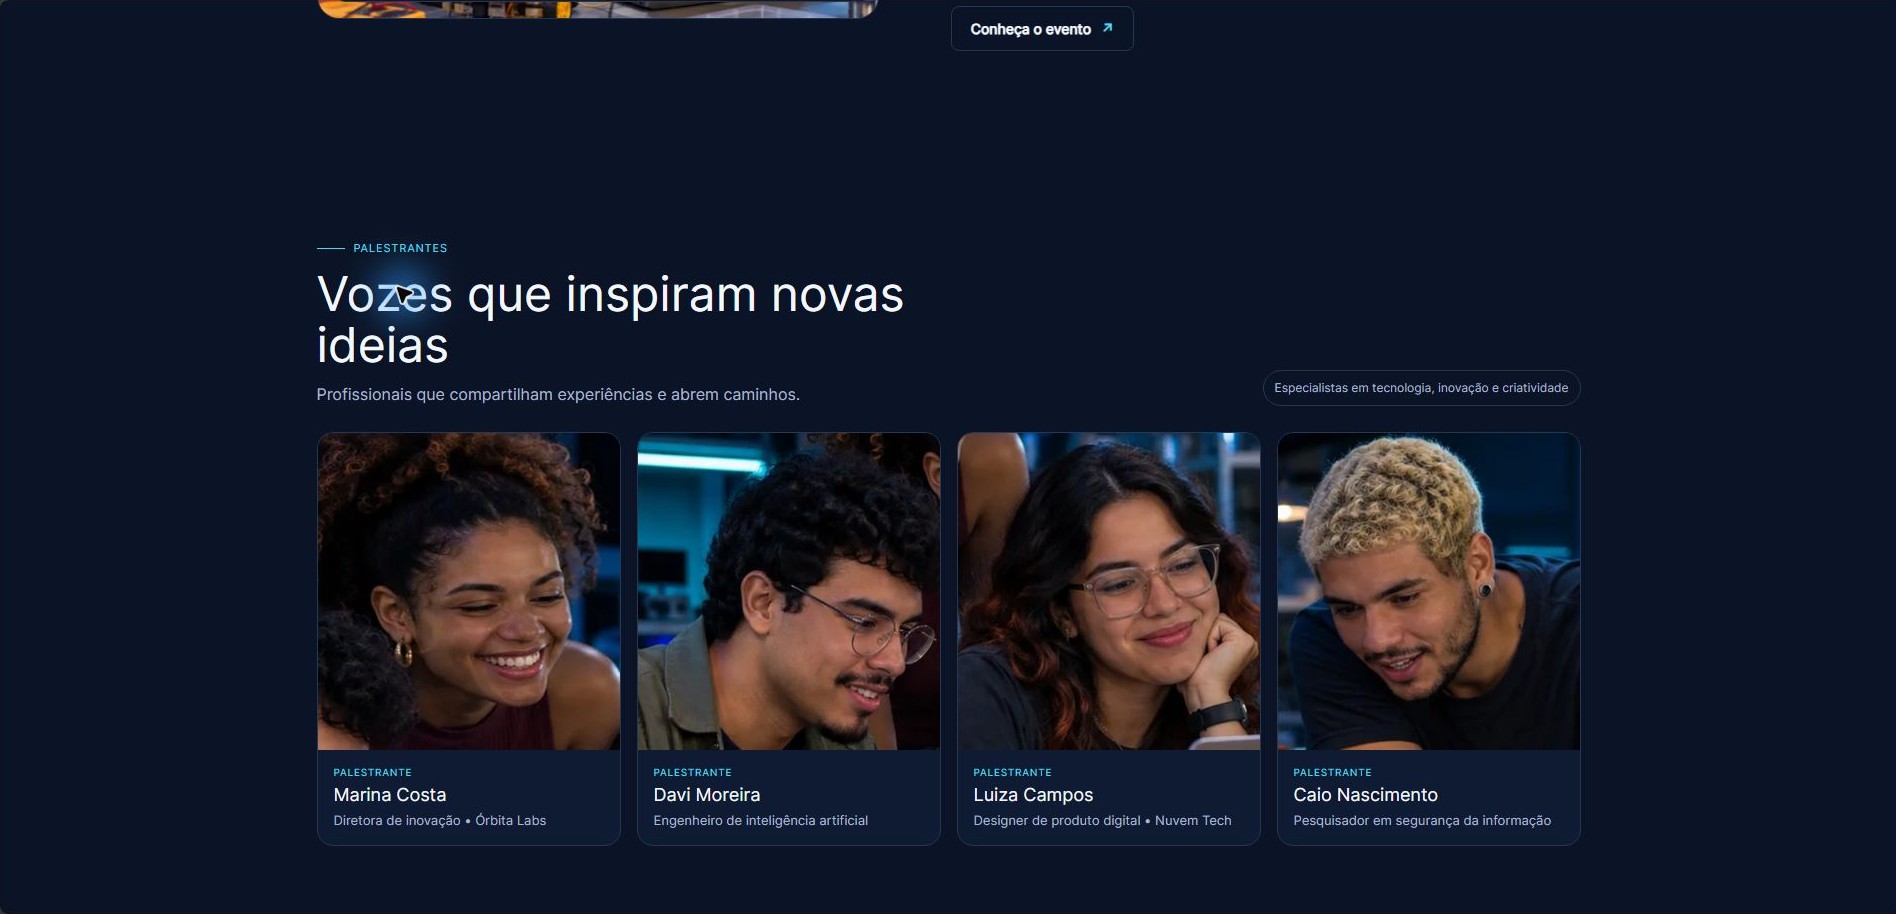 Conheça o evento
PALESTRANTES
Vozes que inspiram novas
ideias
Profissionais que compartilham experiências e abrem caminhos.
Especialistas em tecnologia, inovação e criatividade
PALESTRANTE
Marina Costa
Diretora de inovação • Órbita Labs
PALESTRANTE
Davi Moreira
Engenheiro de inteligência artificial
PALESTRANTE
Luiza Campos
Designer de produto digital • Nuvem Tech
PALESTRANTE
Caio Nascimento
Pesquisador em segurança da informação